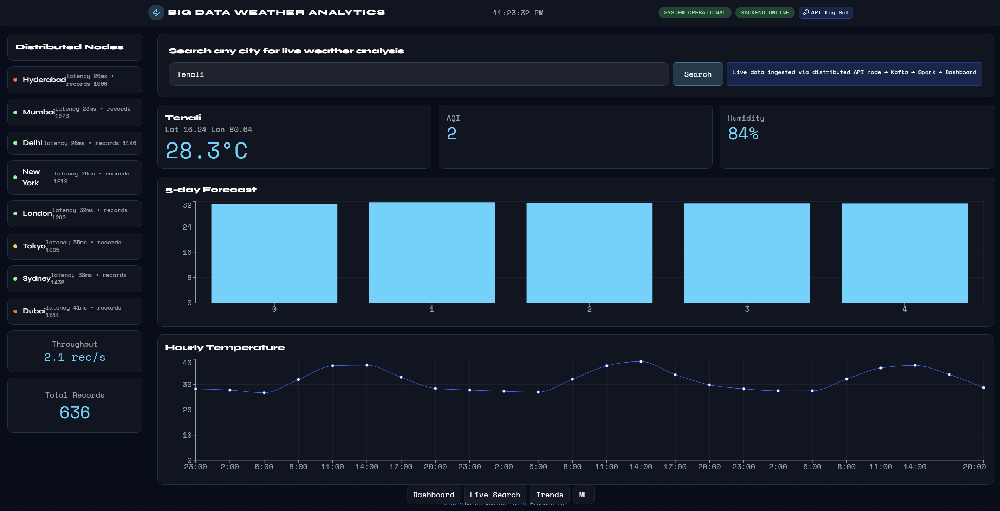 BIG DATA WEATHER ANALYTICS
11:23:32 PM
SYSTEM OPERATIONAL
BACKEND ONLINE
API Key Set
Distributed Nodes
Hyderabad
latency 20ms •
records 1000
Mumbai
latency 23ms • records
1073
Delhi
latency 26ms • records 1146
New
York
latency 29ms • records
1219
London
latency 32ms • records
1292
Tokyo
latency 35ms • records
1365
Sydney
latency 38ms • records
1438
Dubai
latency 41ms • records
1511
Throughput
2.1 rec/s
Total Records
636
Search any city for live weather analysis
Tenali
Search
Live data ingested via distributed API node → Kafka → Spark → Dashboard
Tenali
Lat 16.24 Lon 80.64
28.3°C
AQI
2
Humidity
84%
5-day Forecast
32
24
16
8
0
0 1 2 3 4
Hourly Temperature
40
30
20
10
0
23:00 2:00 5:00 8:00 11:00 14:00 17:00 20:00 23:00 2:00 5:00 8:00 11:00 14:00 17:00 20:00 23:00 2:00 5:00 8:00 11:00 14:00 20:00
Dashboard
Live Search
Trends
ML
Distributed Weather Data Processing